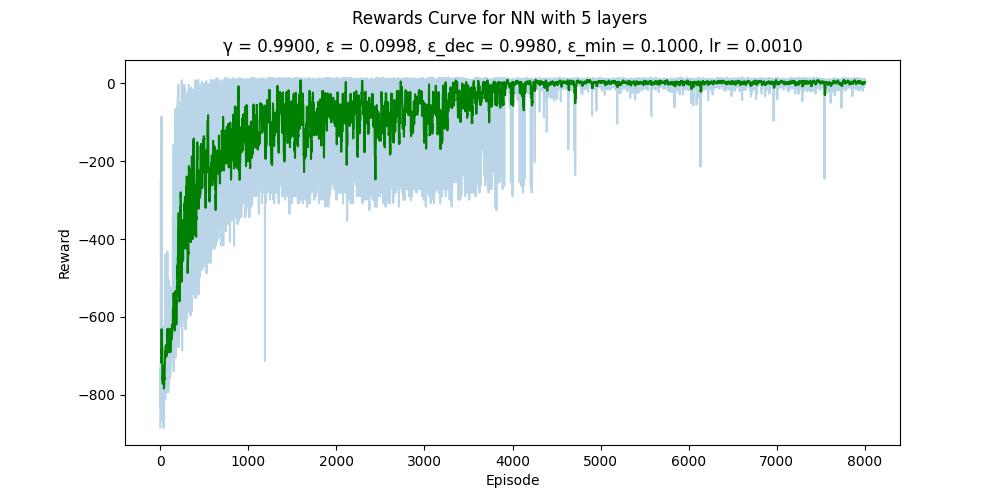 Rewards Curve for NN with 5 layers
γ = 0.9900, ε = 0.0998, ε_dec = 0.9980, ε_min = 0.1000, lr = 0.0010
0
−200
−400
−600
−800
Reward
0 1000 2000 3000 4000 5000 6000 7000 8000
Episode